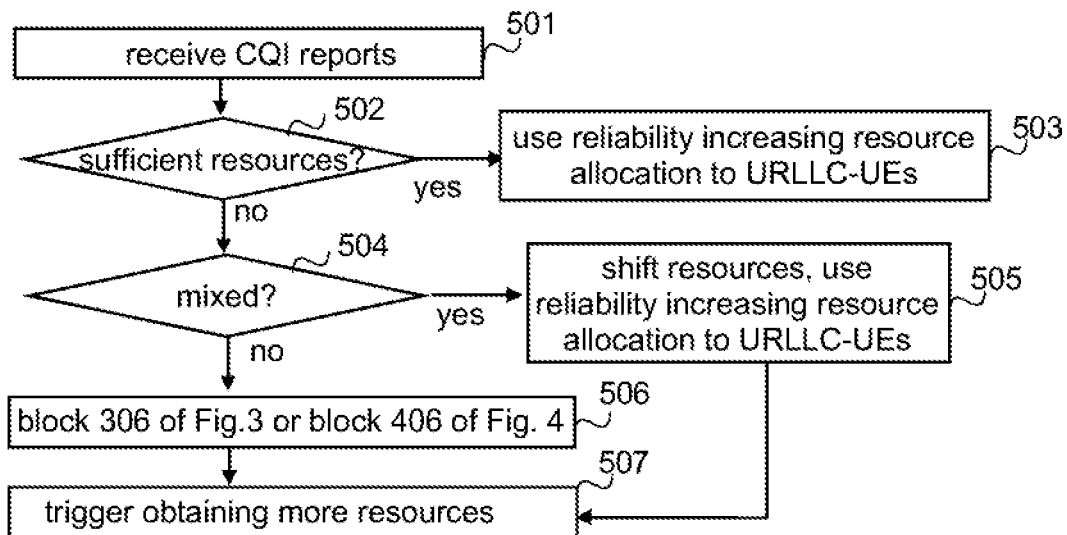 501
receive CQI reports
502
sufficient resources?
yes
no
use reliability increasing resource
allocation to URLLC-UEs
503
504
mixed?
yes
no
shift resources, use
reliability increasing resource
allocation to URLLC-UEs
505
block 306 of Fig.3 or block 406 of Fig. 4
506
507
trigger obtaining more resources